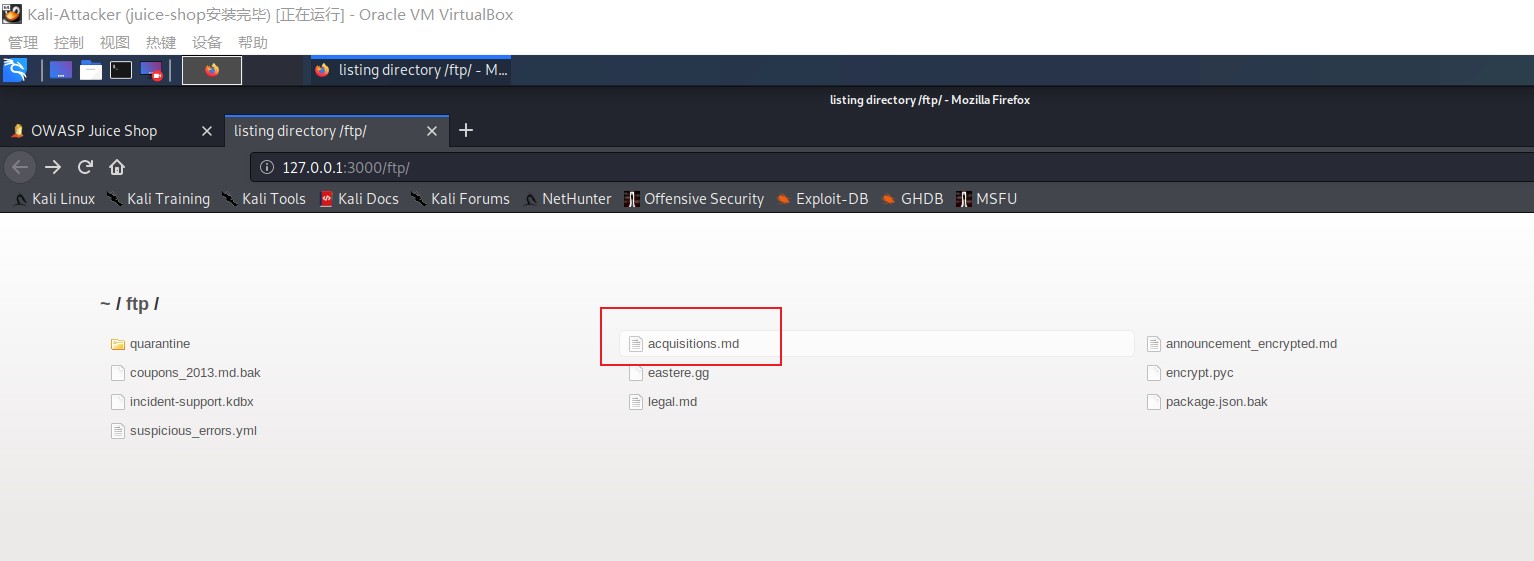 Kali-Attacker (juice-shop安装完毕) [正在运行] - Oracle VM VirtualBox
管理 控制 视图 热键 设备 帮助
listing directory /ftp/ - M...
listing directory /ftp/ - Mozilla Firefox
OWASP Juice Shop
listing directory /ftp/
127.0.0.1:3000/ftp/
Kali Linux Kali Training Kali Tools Kali Docs Kali Forums NetHunter Offensive Security Exploit-DB GHDB MSFU
~ / ftp /
quarantine acquisitions.md announcement_encrypted.md
coupons_2013.md.bak eastere.gg encrypt.pyc
incident-support.kdbx legal.md package.json.bak
suspicious_errors.yml